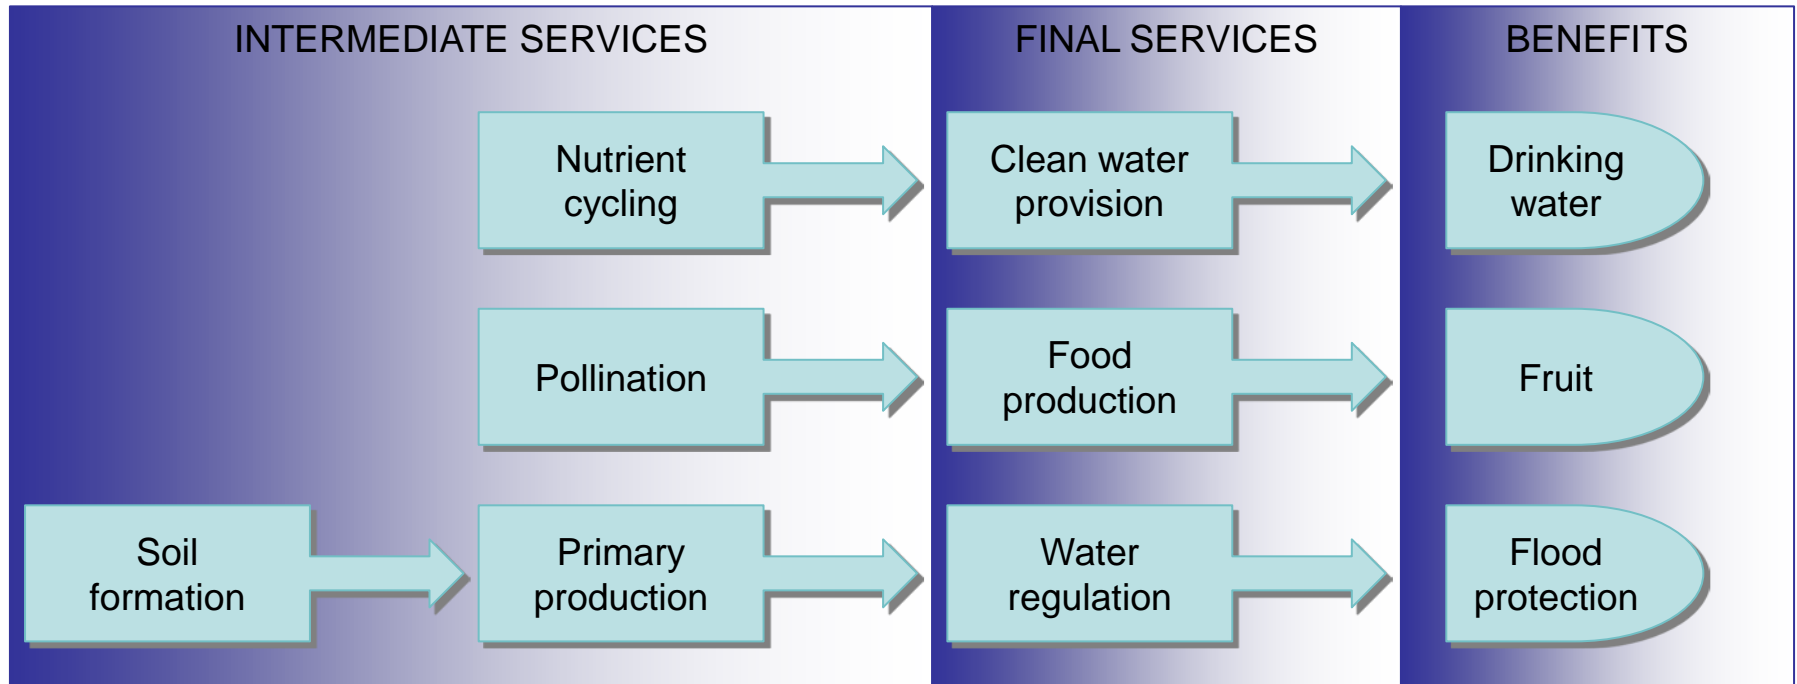 INTERMEDIATE SERVICES
FINAL SERVICES
BENEFITS
Nutrient
cycling
Clean water
provision
Drinking
water
Pollination
Food
production
Fruit
Soil
formation
Primary
production
Water
regulation
Flood
protection